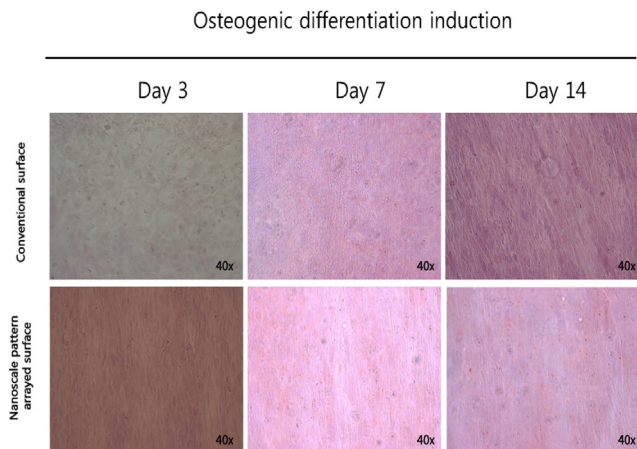 Osteogenic differentiation induction
Day 3
Day 7
Day 14
Conventional surface
40x
40x
40x
Nanoscale pattern
arrayed surface
40x
40x
40x